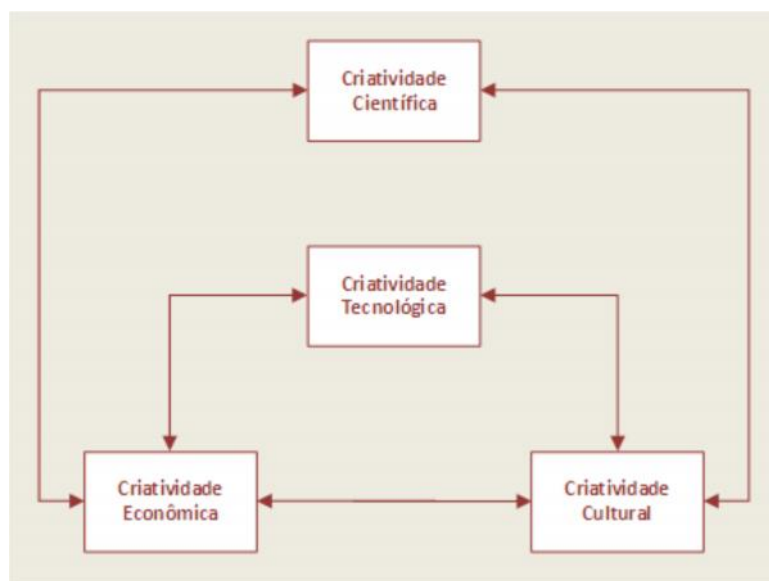 Criatividade
Científica
Criatividade
Tecnológica
Criatividade
Econômica
Criatividade
Cultural